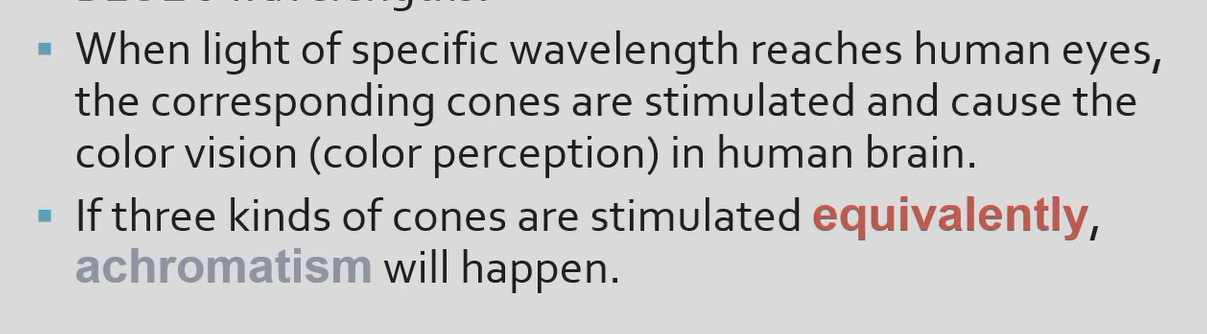 ▪ When light of specific wavelength reaches human eyes,
the corresponding cones are stimulated and cause the
color vision (color perception) in human brain.
▪ If three kinds of cones are stimulated equivalently,
achromatism will happen.